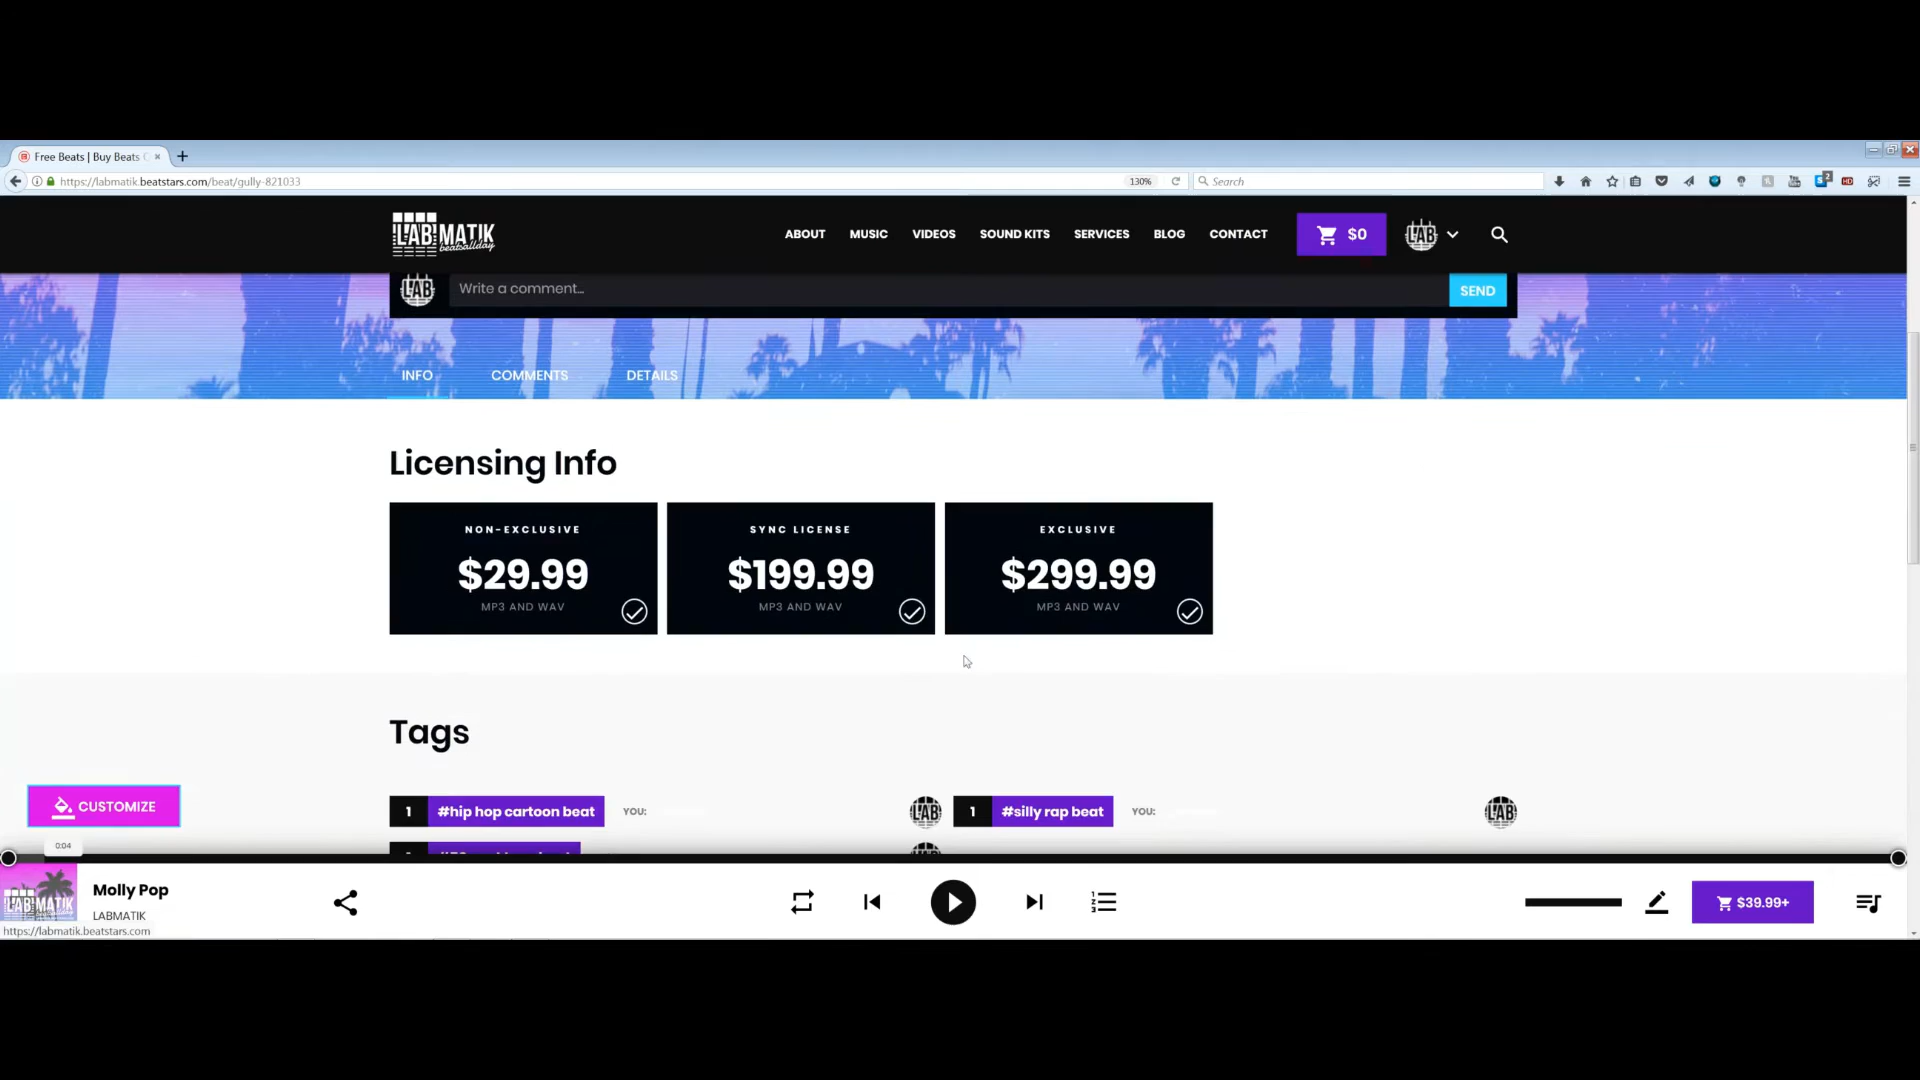 Free Beats | Buy Beats
https://labmatik.beatstars.com/beat/gully-821033
130%
Search
2
LABMATIK
beatsallday
ABOUT
MUSIC
VIDEOS
SOUND KITS
SERVICES
BLOG
CONTACT
$0
LAB
LAB
Write a comment...
SEND
INFO
COMMENTS
DETAILS
Licensing Info
NON-EXCLUSIVE
$29.99
MP3 AND WAV
SYNC LICENSE
$199.99
MP3 AND WAV
EXCLUSIVE
$299.99
MP3 AND WAV
Tags
1 #hip hop cartoon beat YOU:
LAB
1 #silly rap beat YOU:
LAB
CUSTOMIZE
0:04
LABMATIK
Molly Pop
LABMATIK
$39.99+
https://labmatik.beatstars.com